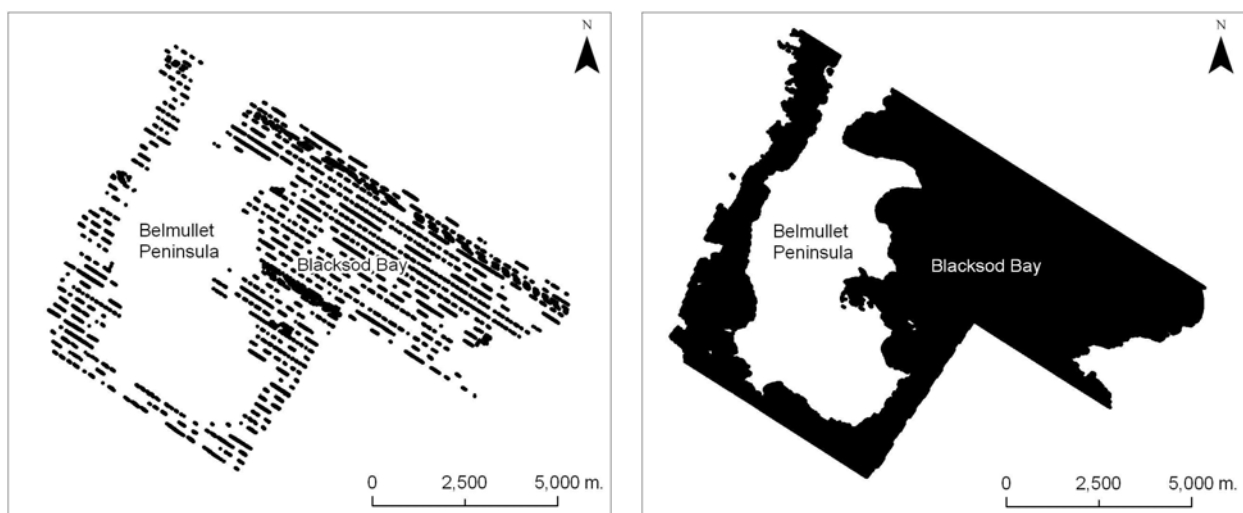 N
Belmullet
Peninsula
Blacksod Bay
0 2,500 5,000 m.
N
Belmullet
Peninsula
Blacksod Bay
0 2,500 5,000 m.